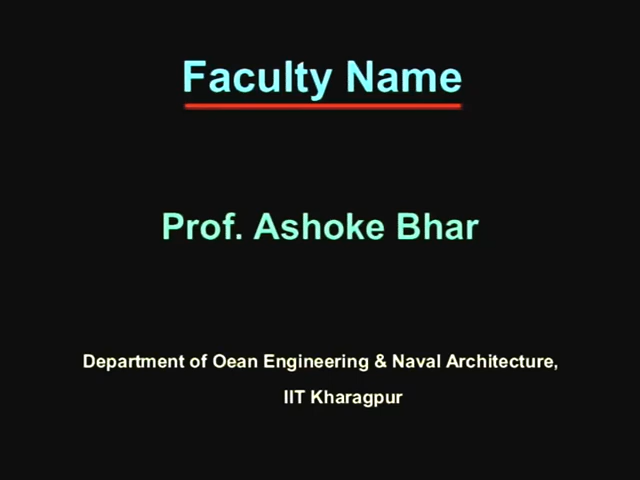 Faculty Name
Prof. Ashoke Bhar
Department of Oean Engineering & Naval Architecture,
IIT Kharagpur